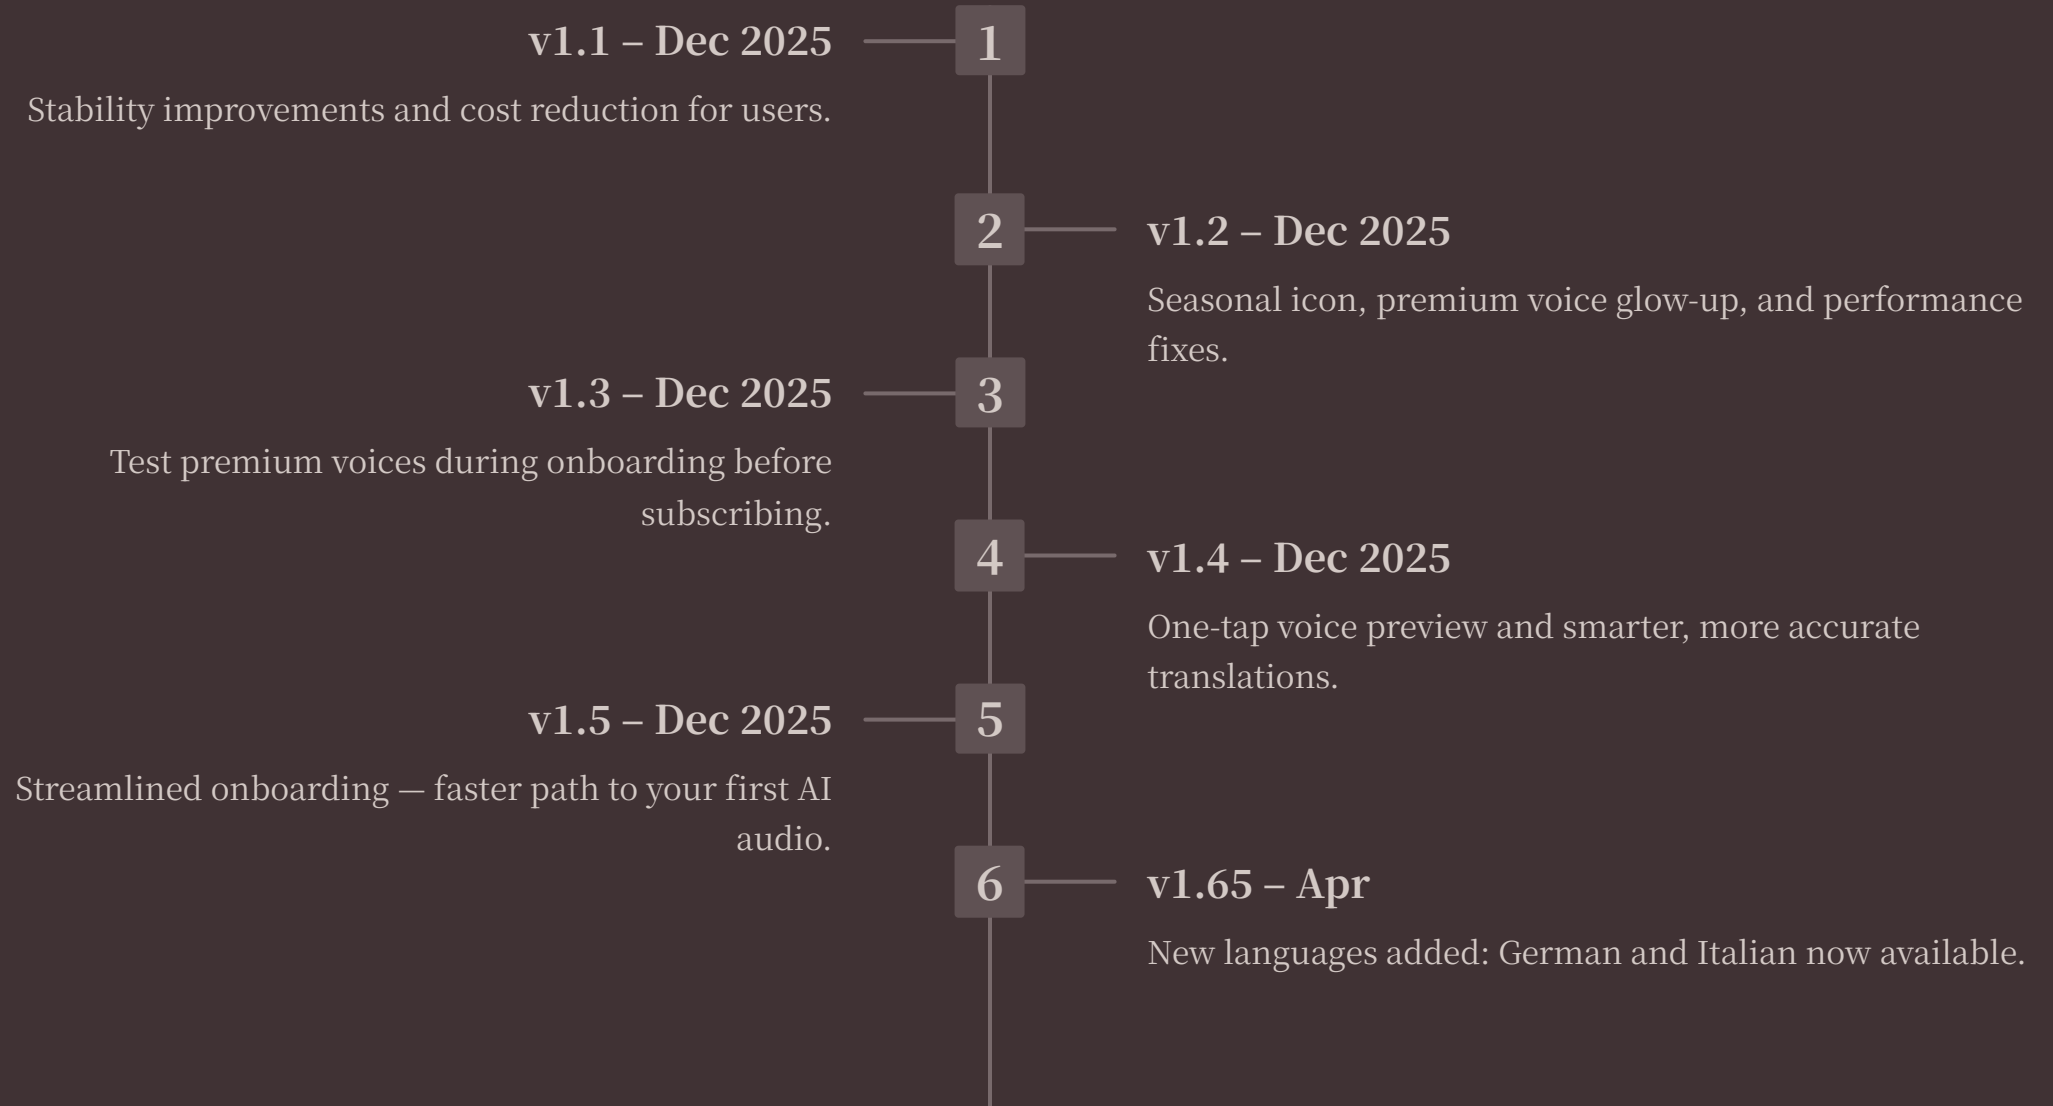 v1.1 – Dec 2025
1
Stability improvements and cost reduction for users.
2
v1.2 – Dec 2025
Seasonal icon, premium voice glow-up, and performance
fixes.
v1.3 – Dec 2025
3
Test premium voices during onboarding before
subscribing.
4
v1.4 – Dec 2025
One-tap voice preview and smarter, more accurate
translations.
v1.5 – Dec 2025
5
Streamlined onboarding — faster path to your first AI
audio.
6
v1.65 – Apr
New languages added: German and Italian now available.